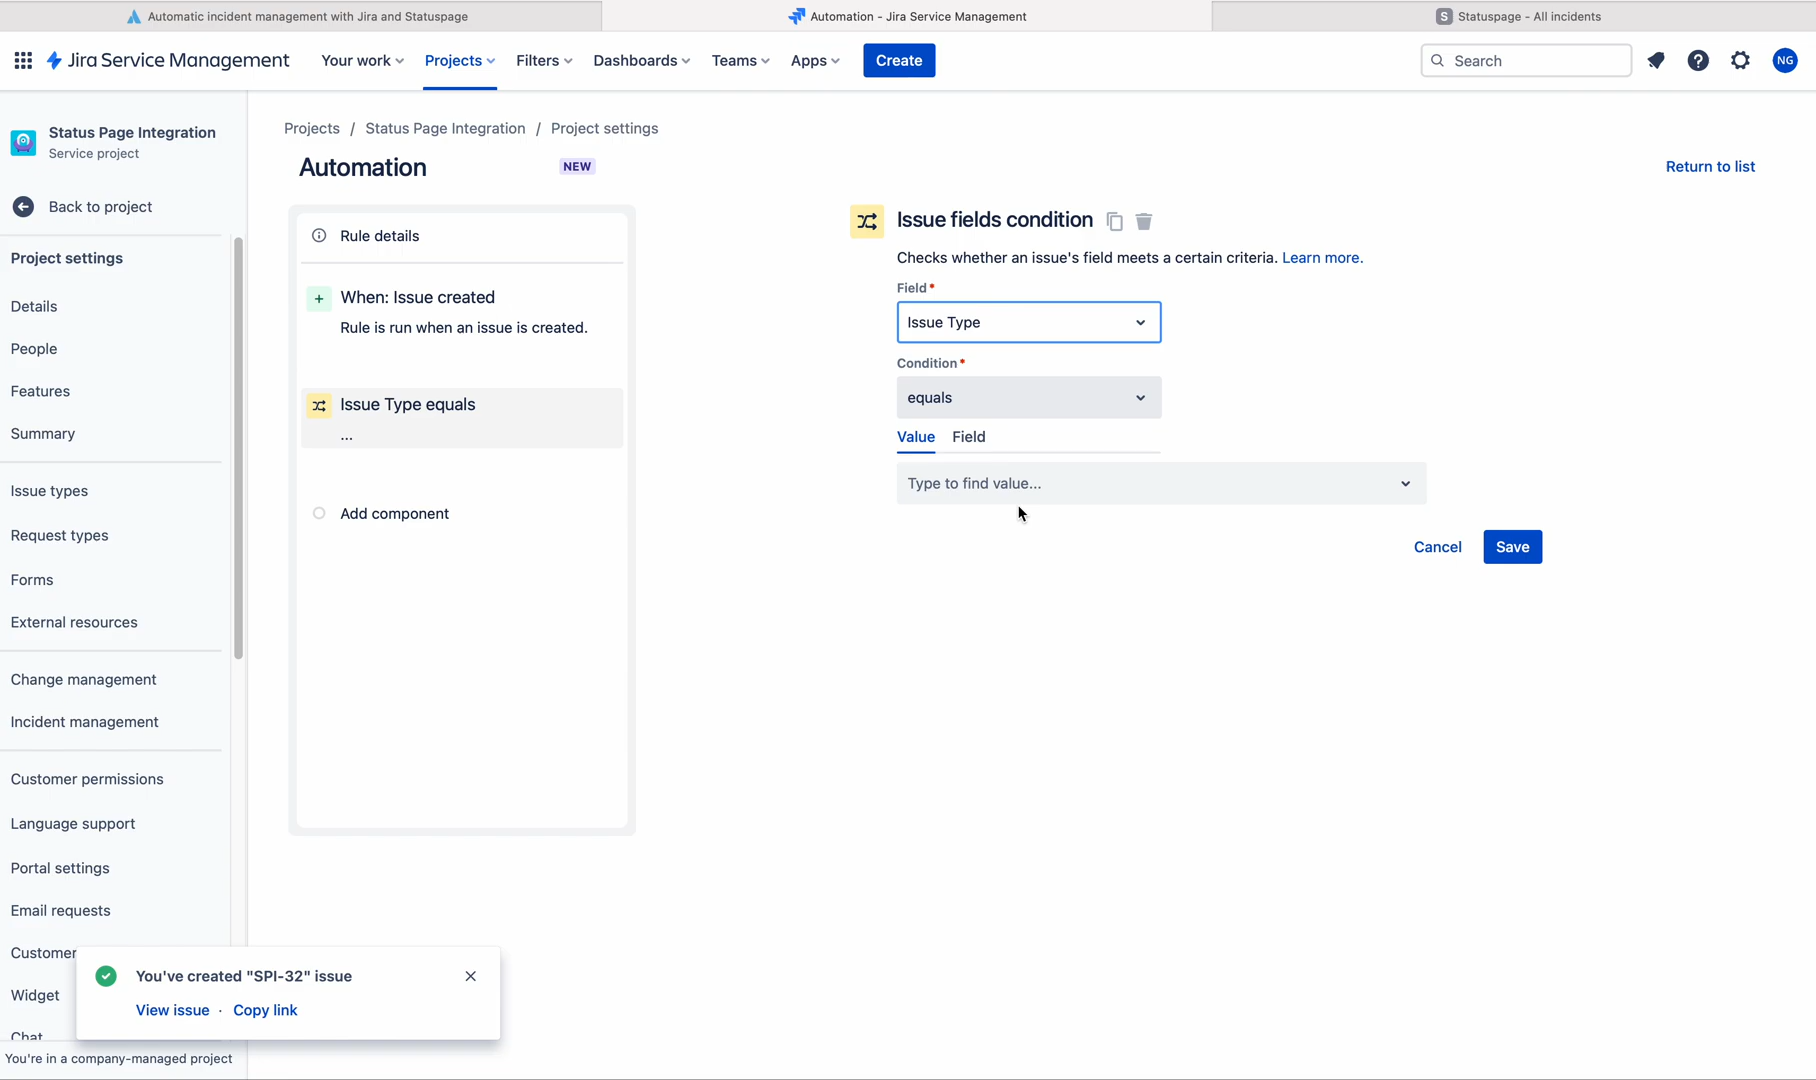 Automatic incident management with Jira and Statuspage
Automation - Jira Service Management
S Statuspage - All incidents
Jira Service Management
Your work
Projects
Filters
Dashboards
Teams
Apps
Create
Search
NG
Status Page Integration
Service project
Back to project
Project settings
Details
People
Features
Summary
Issue types
Request types
Forms
External resources
Change management
Incident management
Customer permissions
Language support
Portal settings
Email requests
Customer
Widget
Chat
You're in a company-managed project
Projects / Status Page Integration / Project settings
Automation
NEW
Return to list
Rule details
When: Issue created
Rule is run when an issue is created.
Issue Type equals
...
Add component
Issue fields condition
Checks whether an issue's field meets a certain criteria. Learn more.
Field *
Issue Type
Condition *
equals
Value Field
Type to find value...
Cancel
Save
You've created "SPI-32" issue
View issue · Copy link